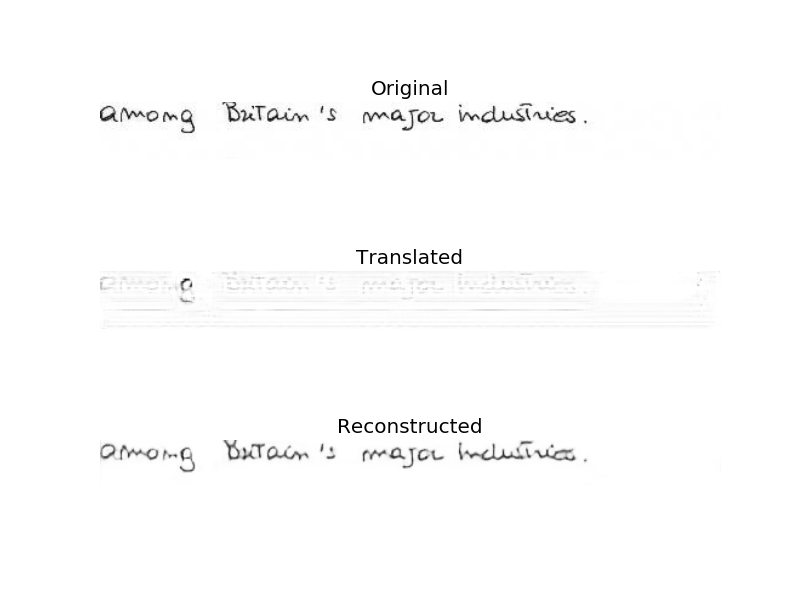 Original
among Britain's major industries.
Translated
among Britain's major industries.
Reconstructed
among Britain's major industries.